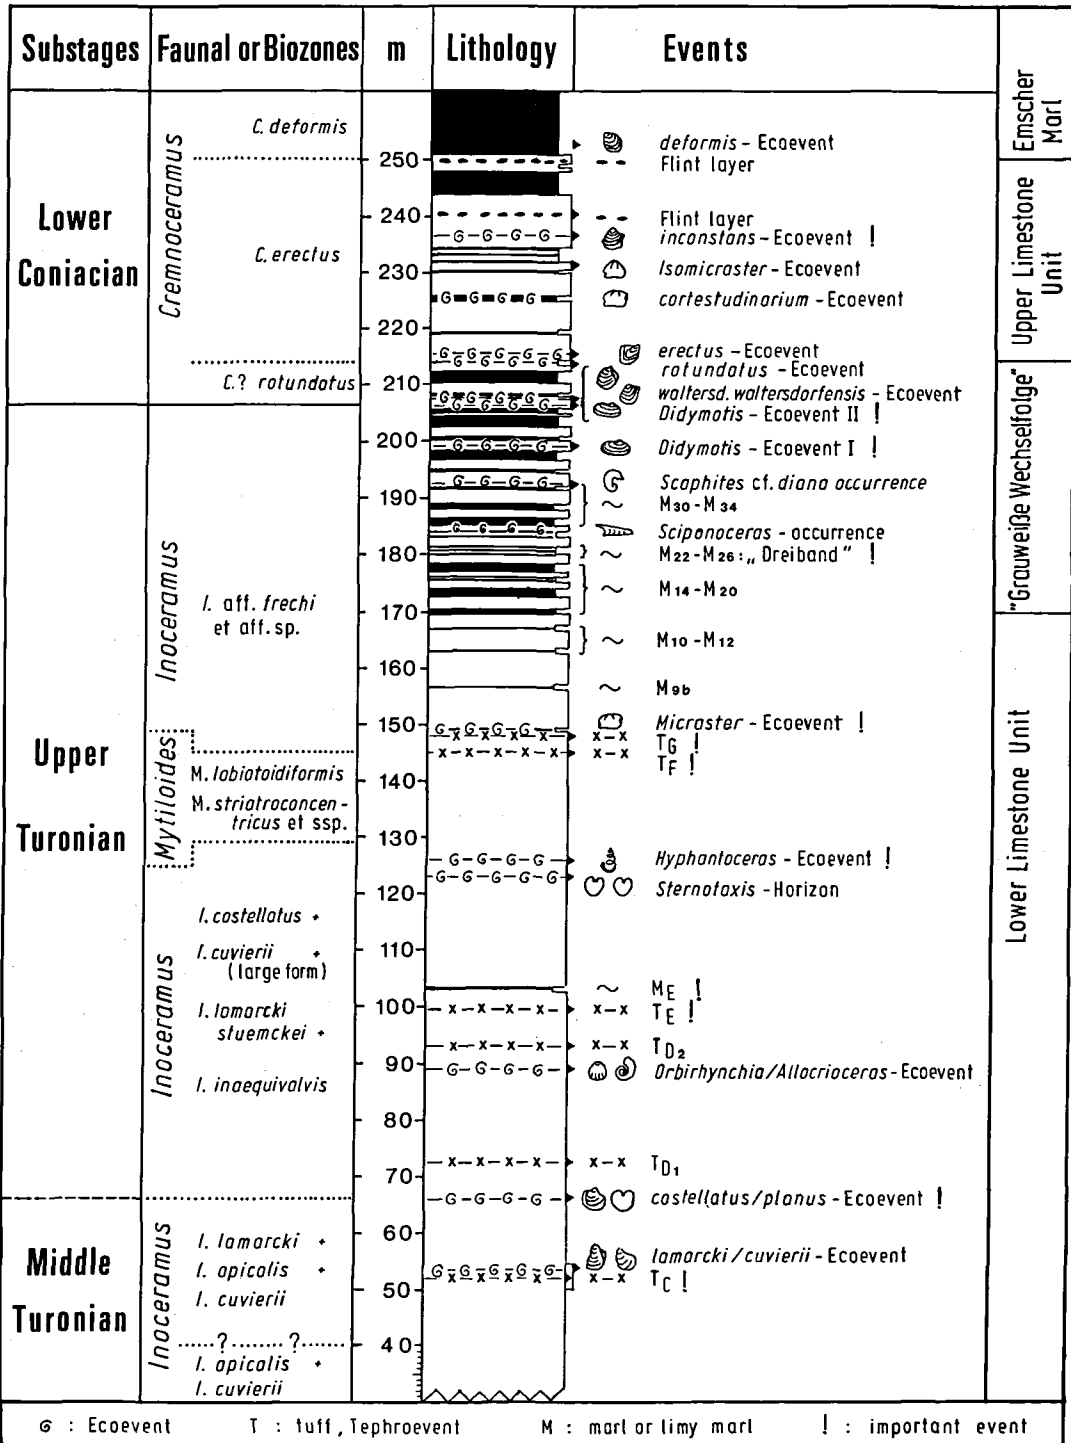 Substages Faunal or Biozones m Lithology Events
Emscher Marl
Upper Limestone Unit
"Grauweiße Wechselfolge"
Lower Limestone Unit
Lower
Coniacian
Upper
Turonian
Middle
Turonian
Cremnoceramus
Inoceramus
Mytiloides
Inoceramus
Inoceramus
C. deformis
C. erectus
C.? rotundatus
I. aff. frechi
et aff. sp.
M. labiatoidiformis
M. striatroconcen-
tricus et ssp.
I. costellatus +
I. cuvierii +
(large form)
I. lamarcki
stuemckei +
I. inaequivalvis
I. lamarcki +
I. apicalis +
I. cuvierii
? ?
I. apicalis +
I. cuvierii
250
240
230
220
210
200
190
180
170
160
150
140
130
120
110
100
90
80
70
60
50
40
deformis - Ecoevent
Flint layer
Flint layer
inconstans - Ecoevent !
Isomicraster - Ecoevent
cortestudinarium - Ecoevent
erectus - Ecoevent
rotundatus - Ecoevent
waltersd. waltersdorfensis - Ecoevent
Didymotis - Ecoevent II !
Didymotis - Ecoevent I !
Scaphites cf. diana occurrence
M30-M34
Sciponoceras - occurrence
M22-M26: „Dreiband" !
M14-M20
M10-M12
M9b
Micraster - Ecoevent !
x-x TG !
x-x TF !
Hyphantoceras - Ecoevent !
Sternotaxis - Horizon
ME !
x-x TE !
x-x TD2
Orbirhynchia/Allocrioceras - Ecoevent
x-x TD1
costellatus/planus - Ecoevent !
lamarcki/cuvierii - Ecoevent
x-x TC !
G : Ecoevent T : tuff, Tephroevent M : marl or limy marl ! : important event